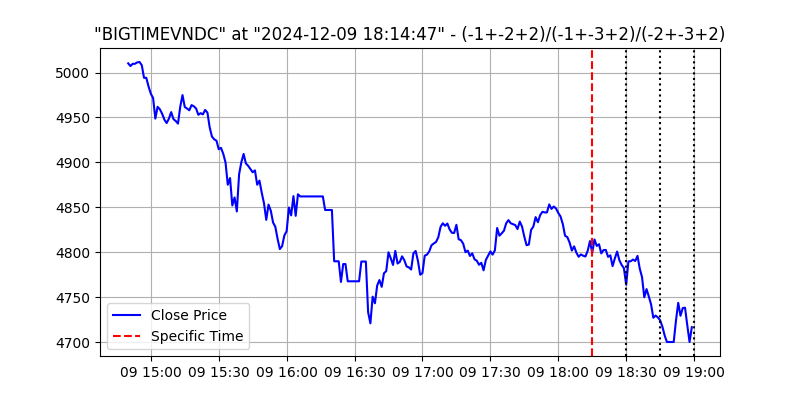 "BIGTIMEVNDC" at "2024-12-09 18:14:47" - (-1+-2+2)/(-1+-3+2)/(-2+-3+2)
5000
4950
4900
4850
4800
4750
4700
Close Price
Specific Time
09 15:00 09 15:30 09 16:00 09 16:30 09 17:00 09 17:30 09 18:00 09 18:30 09 19:00